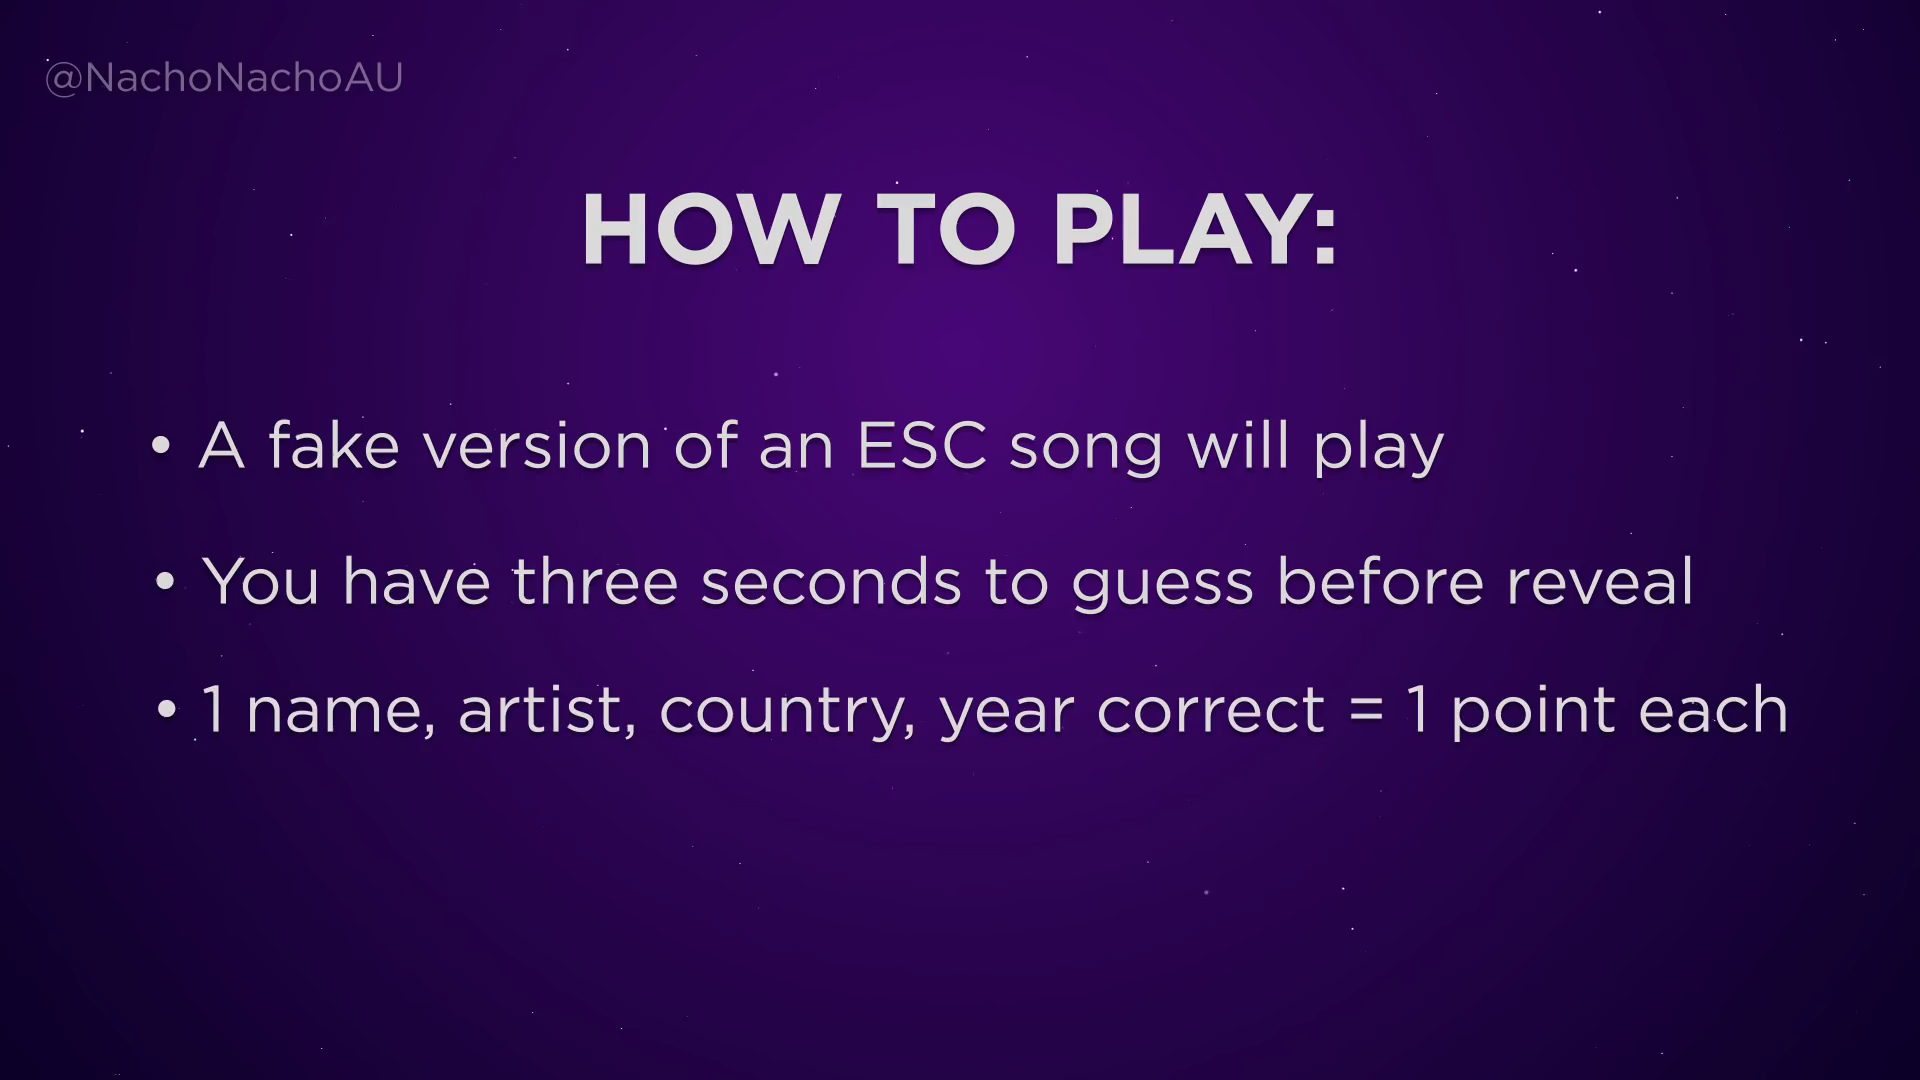 @NachoNachoAU
HOW TO PLAY:
• A fake version of an ESC song will play
• You have three seconds to guess before reveal
• 1 name, artist, country, year correct = 1 point each